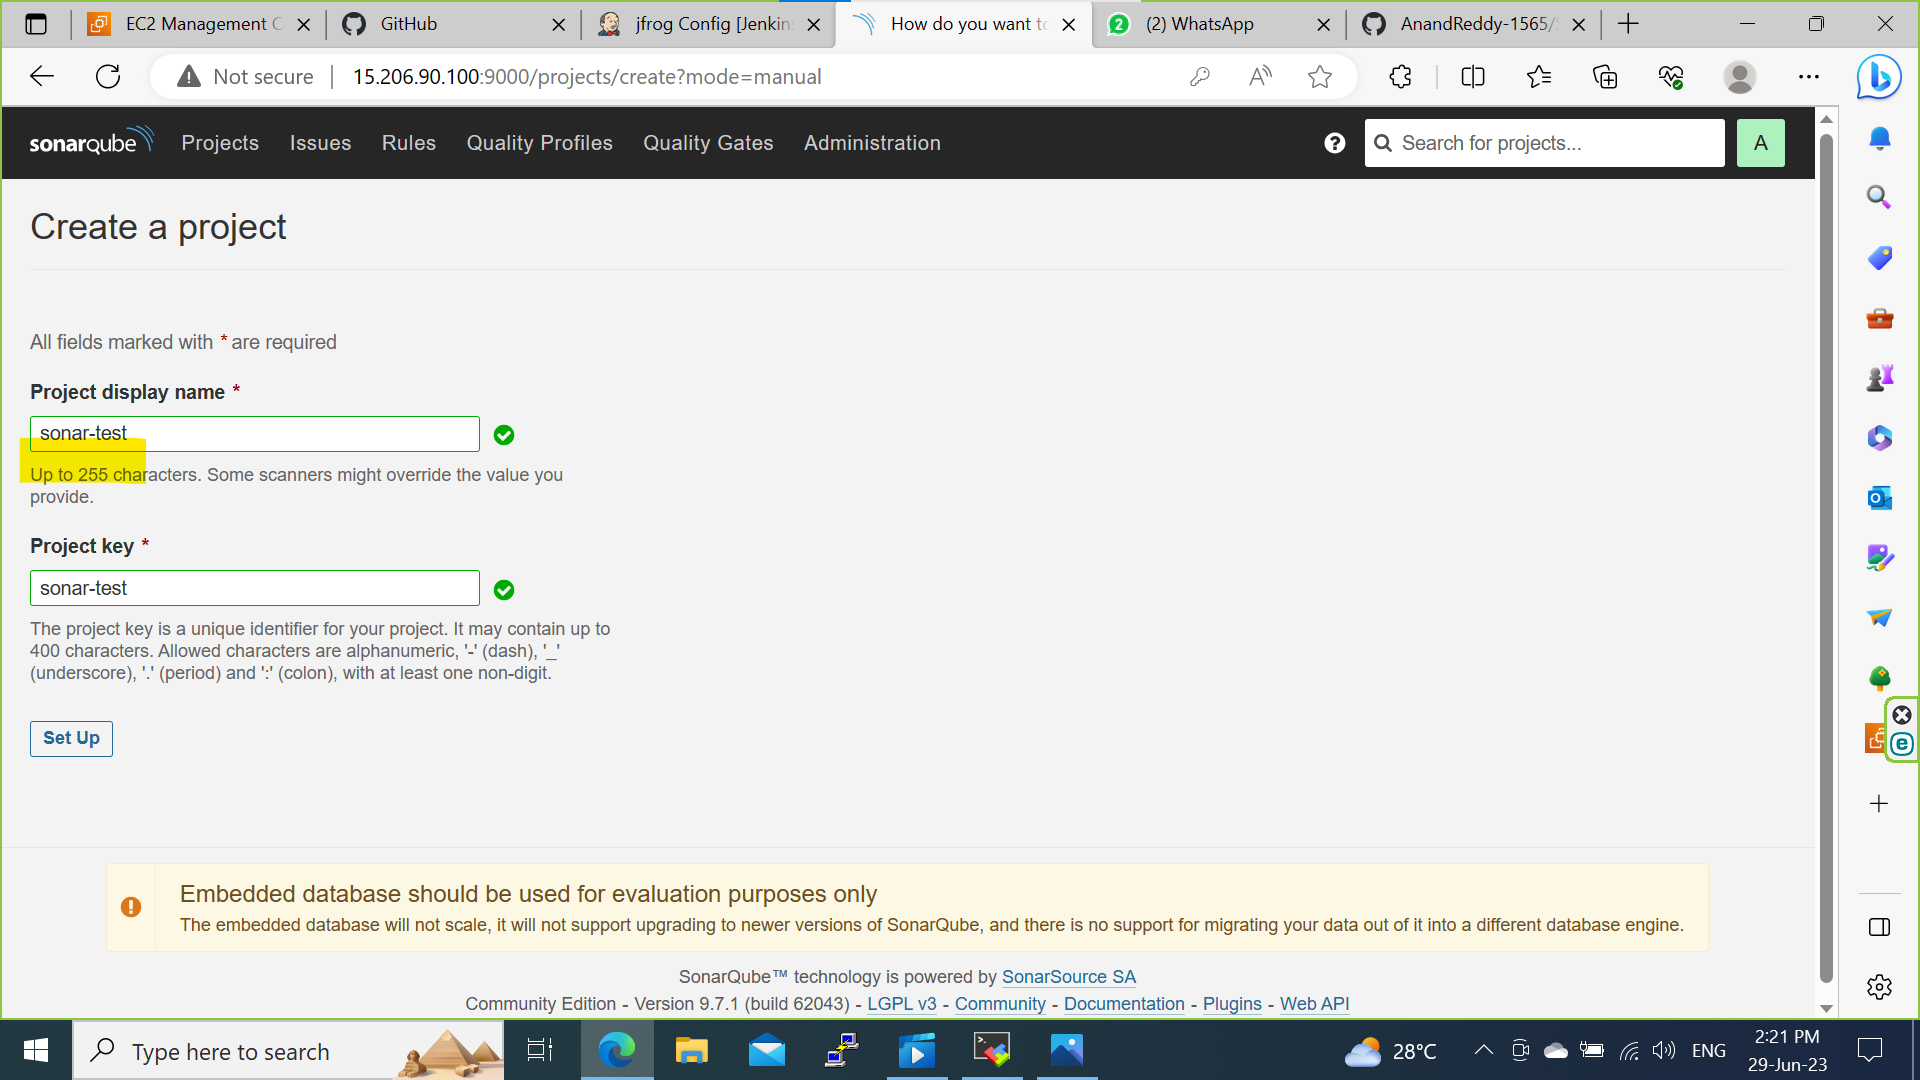 EC2 Management C
GitHub
jfrog Config [Jenkin
How do you want to
(2) WhatsApp
AnandReddy-1565/
Not secure
15.206.90.100:9000/projects/create?mode=manual
sonarqube
Projects
Issues
Rules
Quality Profiles
Quality Gates
Administration
Search for projects...
A
Create a project
All fields marked with * are required
Project display name *
sonar-test
Up to 255 characters. Some scanners might override the value you
provide.
Project key *
sonar-test
The project key is a unique identifier for your project. It may contain up to
400 characters. Allowed characters are alphanumeric, '-' (dash), '_'
(underscore), '.' (period) and ':' (colon), with at least one non-digit.
Set Up
Embedded database should be used for evaluation purposes only
The embedded database will not scale, it will not support upgrading to newer versions of SonarQube, and there is no support for migrating your data out of it into a different database engine.
SonarQube™ technology is powered by SonarSource SA
Community Edition - Version 9.7.1 (build 62043) - LGPL v3 - Community - Documentation - Plugins - Web API
Type here to search
28°C
ENG
2:21 PM
29-Jun-23